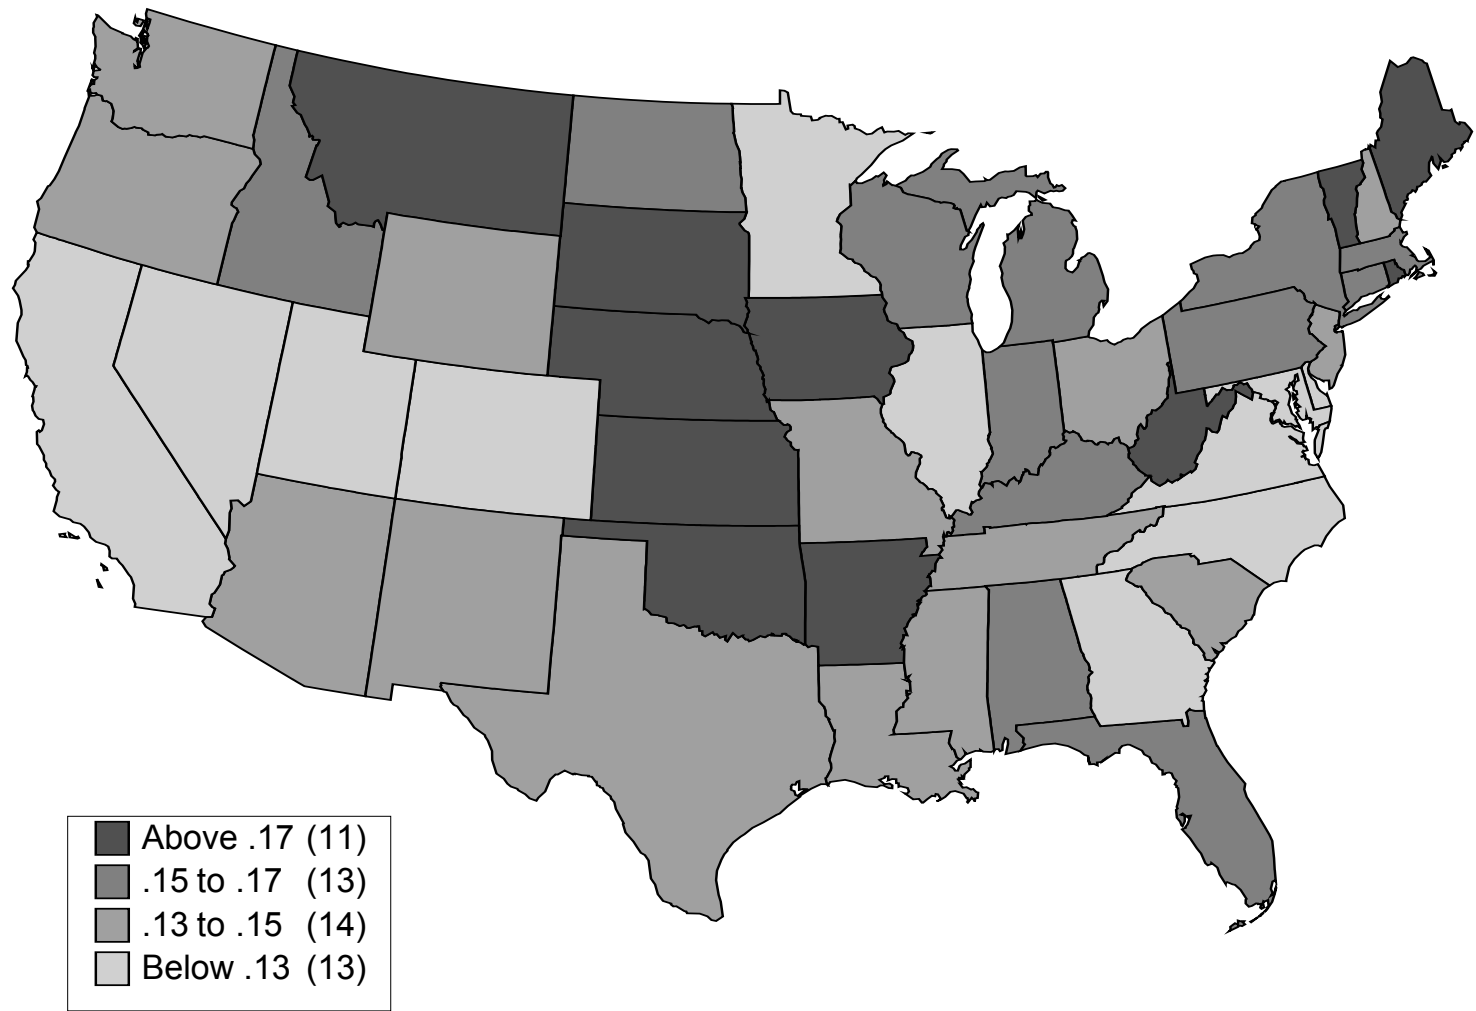 Above .17 (11)
.15 to .17 (13)
.13 to .15 (14)
Below .13 (13)